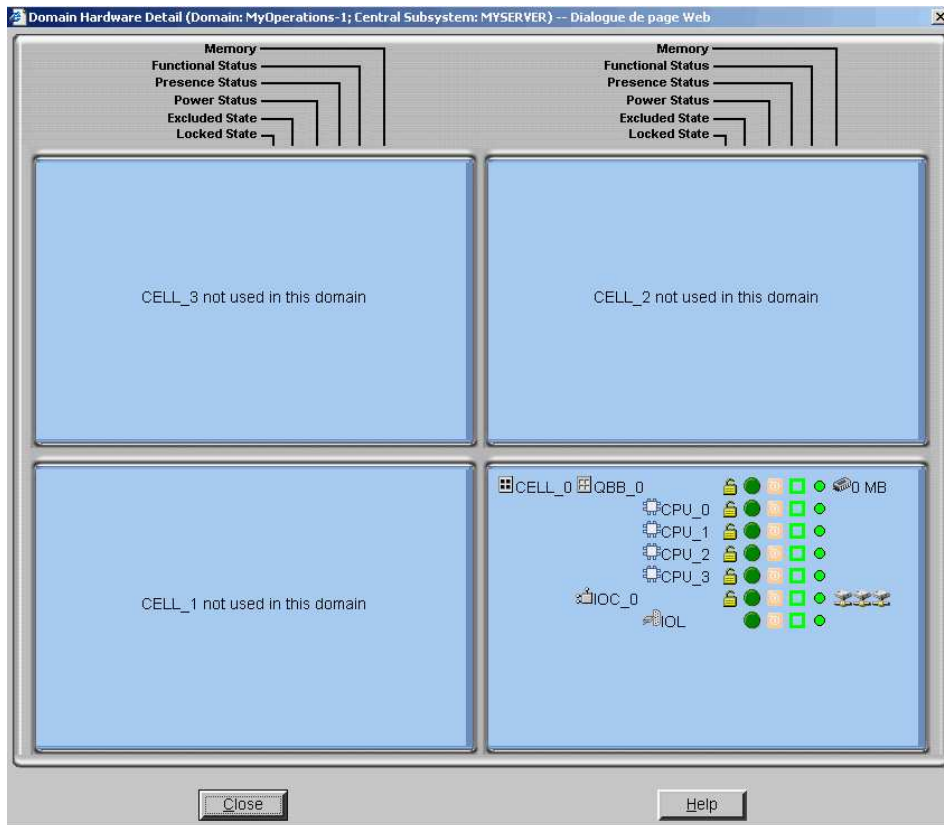 Domain Hardware Detail (Domain: MyOperations-1; Central Subsystem: MYSERVER) -- Dialogue de page Web
Memory
Functional Status
Presence Status
Power Status
Excluded State
Locked State
Memory
Functional Status
Presence Status
Power Status
Excluded State
Locked State
CELL_3 not used in this domain
CELL_2 not used in this domain
CELL_1 not used in this domain
CELL_0 QBB_0 0 MB
CPU_0
CPU_1
CPU_2
CPU_3
IOC_0
IOL
Close
Help